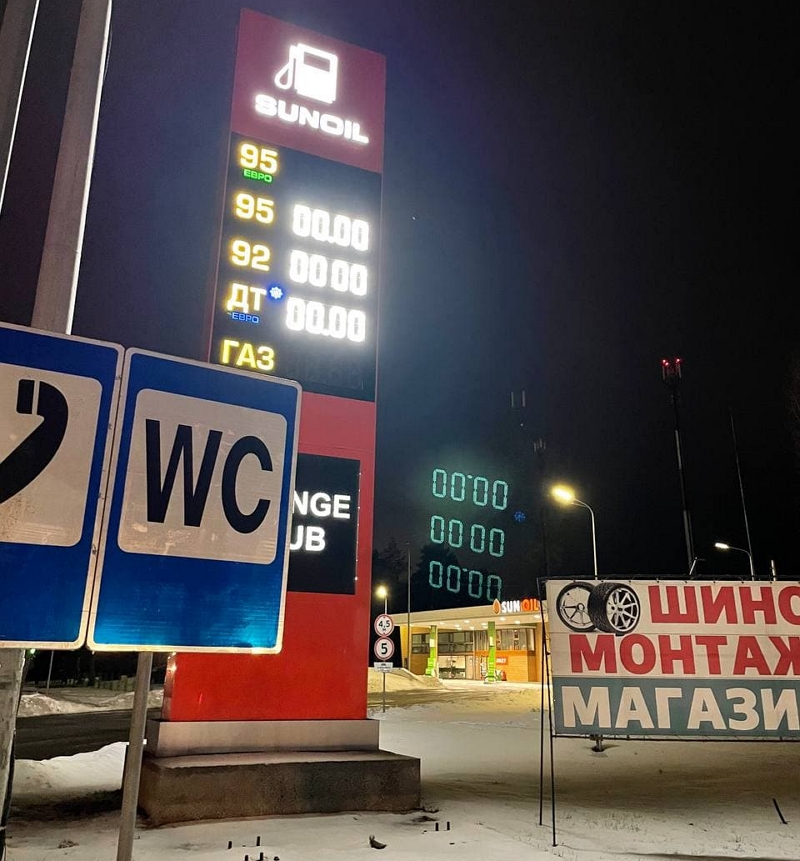 SUNOIL
95
ЕВРО
95 00.00
92 00 00
ДТ 00.00
ЕВРО
ГАЗ
WC
NGE
UB
00:00
00 00
00:00
SUNOIL
4,5
5
ШИНО
МОНТАЖ
МАГАЗИ